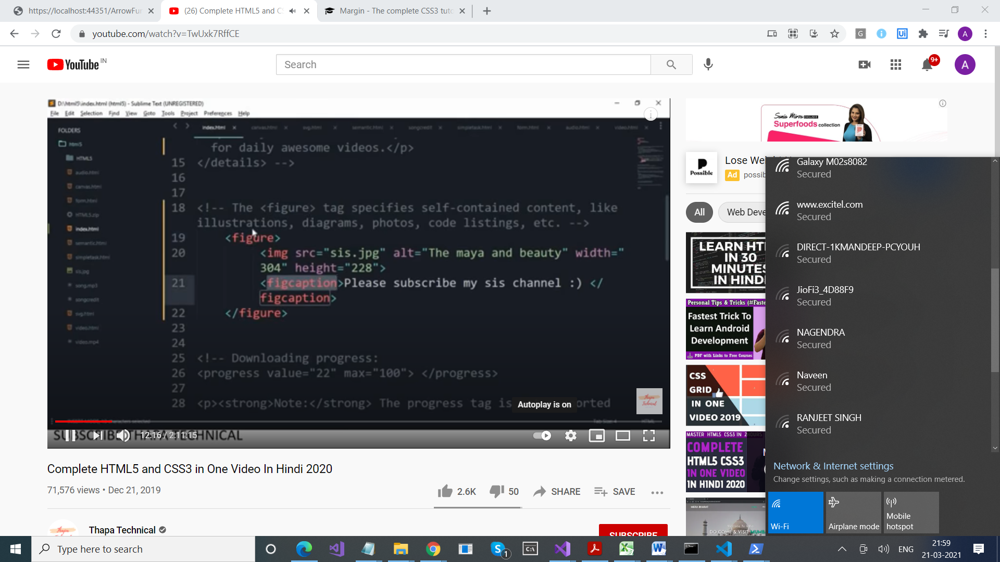 https://localhost:44351/ArrowFun
(26) Complete HTML5 and CS
Margin - The complete CSS3 tuto
youtube.com/watch?v=TwUxk7RffCE
YouTube IN
Search
9+
A
D:\html5\index.html (html5) - Sublime Text (UNREGISTERED)
File Edit Selection Find View Goto Tools Project Preferences Help
FOLDERS
html5
HTML5
audio.html
canvas.html
form.html
HTML5.zip
index.html
semantic.html
simpletask.html
sis.jpg
song.mp3
songcredit
svg.html
video.html
video.mp4
index.html canvas.html svg.html semantic.html songcredit simpletask.html form.html audio.html video.html
for daily awesome videos.</p>
15 </details> -->
16
17
18 <!-- The <figure> tag specifies self-contained content, like
illustrations, diagrams, photos, code listings, etc. -->
19 <figure>
20 <img src="sis.jpg" alt="The maya and beauty" width="
304" height="228">
21 <figcaption>Please subscribe my sis channel :) </
figcaption>
22 </figure>
23
24
25 <!-- Downloading progress:
26 <progress value="22" max="100"> </progress>
27
28 <p><strong>Note:</strong> The progress tag is
orted
Autoplay is on
Thapa
Technical
Tab Size: 4 HTML
SUBSCRIBE THAPA TECHNICAL
12:16 / 2:11:15
Complete HTML5 and CSS3 in One Video In Hindi 2020
71,576 views • Dec 21, 2019
2.6K 50 SHARE SAVE
Thapa Technical
SUBSCRIBE
Sania Mirza EXCLUSIVE
Superfoods collection
Possible
Lose We
Ad possib
All
Web Deve
LEARN HT
IN 30
MINUTES
IN HINDI
Personal Tips & Tricks (#Faste
Fastest Trick To
Learn Android
Development
PDF with Links to Free Courses
CSS
GRID
IN ONE
VIDEO 2019
MASTER HTML5 CSS3 IN 2 HOURS
COMPLETE
HTML5 CSS3
IN ONE VIDEO
IN HINDI 2020
MERA BHARAT
DO COME & VISIT MUMB
Galaxy M02s8082
Secured
www.excitel.com
Secured
DIRECT-1KMANDEEP-PCYOUH
Secured
JioFi3_4D88F9
Secured
NAGENDRA
Secured
Naveen
Secured
RANJEET SINGH
Secured
Network & Internet settings
Change settings, such as making a connection metered.
Wi-Fi
Airplane mode
Mobile
hotspot
Type here to search
1
ENG
21:59
21-03-2021